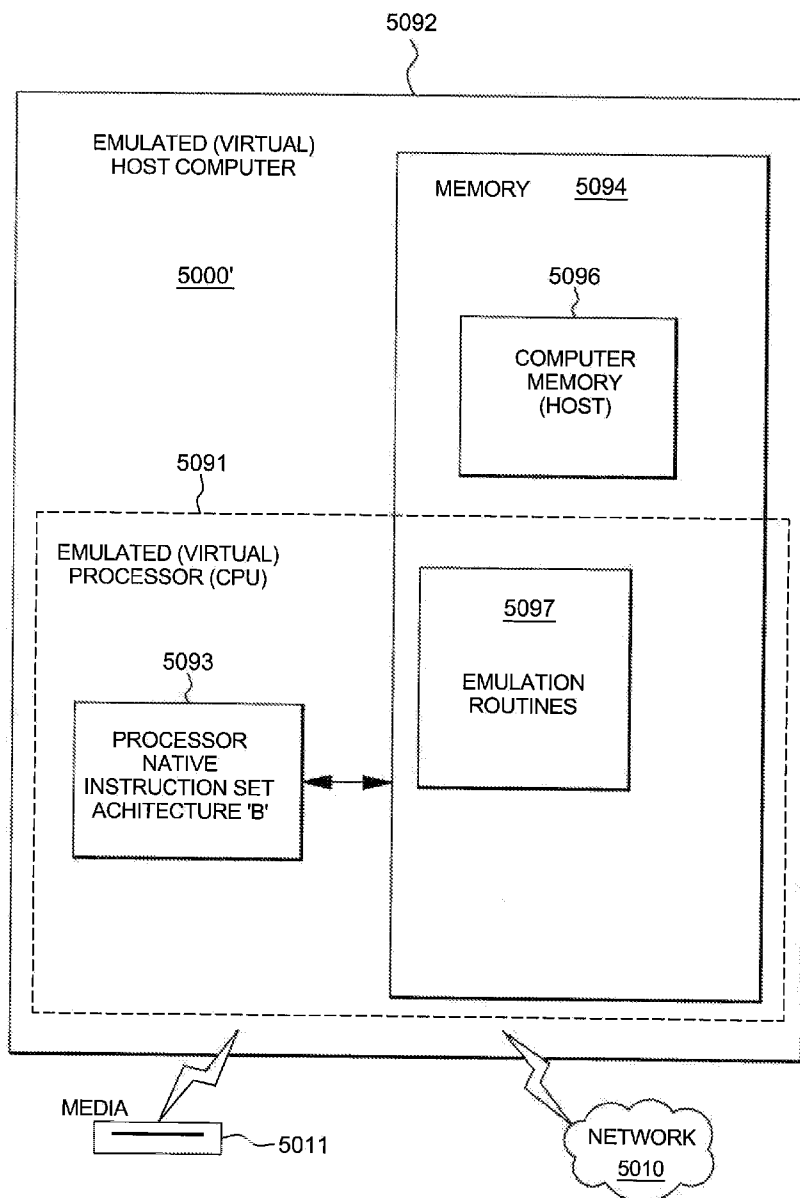 5092
EMULATED (VIRTUAL)
HOST COMPUTER
5000'
MEMORY 5094
5096
COMPUTER
MEMORY
(HOST)
5091
EMULATED (VIRTUAL)
PROCESSOR (CPU)
5093
PROCESSOR
NATIVE
INSTRUCTION SET
ACHITECTURE 'B'
5097
EMULATION
ROUTINES
MEDIA
5011
NETWORK
5010